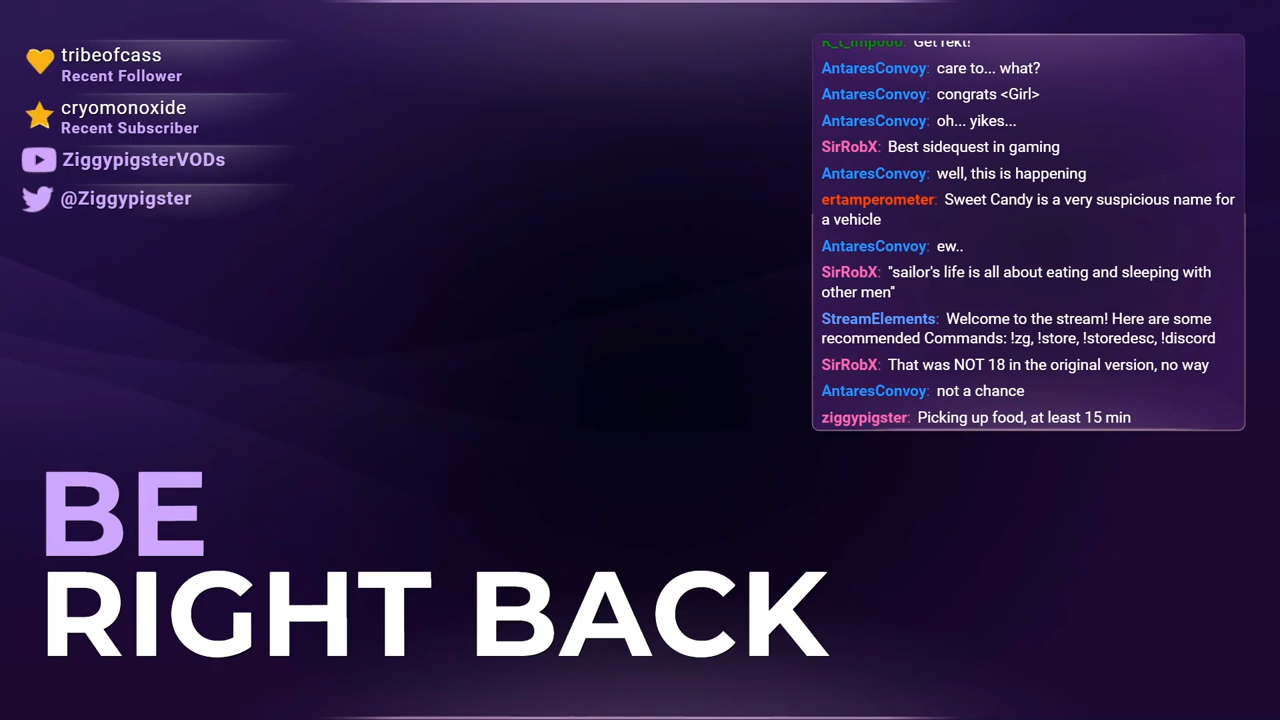 tribeofcass
Recent Follower
cryomonoxide
Recent Subscriber
ZiggypigsterVODs
@Ziggypigster
Get rekt!
AntaresConvoy: care to... what?
AntaresConvoy: congrats <Girl>
AntaresConvoy: oh... yikes...
SirRobX: Best sidequest in gaming
AntaresConvoy: well, this is happening
ertamperometer: Sweet Candy is a very suspicious name for
a vehicle
AntaresConvoy: ew..
SirRobX: "sailor's life is all about eating and sleeping with
other men"
StreamElements: Welcome to the stream! Here are some
recommended Commands: !zg, !store, !storedesc, !discord
SirRobX: That was NOT 18 in the original version, no way
AntaresConvoy: not a chance
ziggypigster: Picking up food, at least 15 min
BE
RIGHT BACK